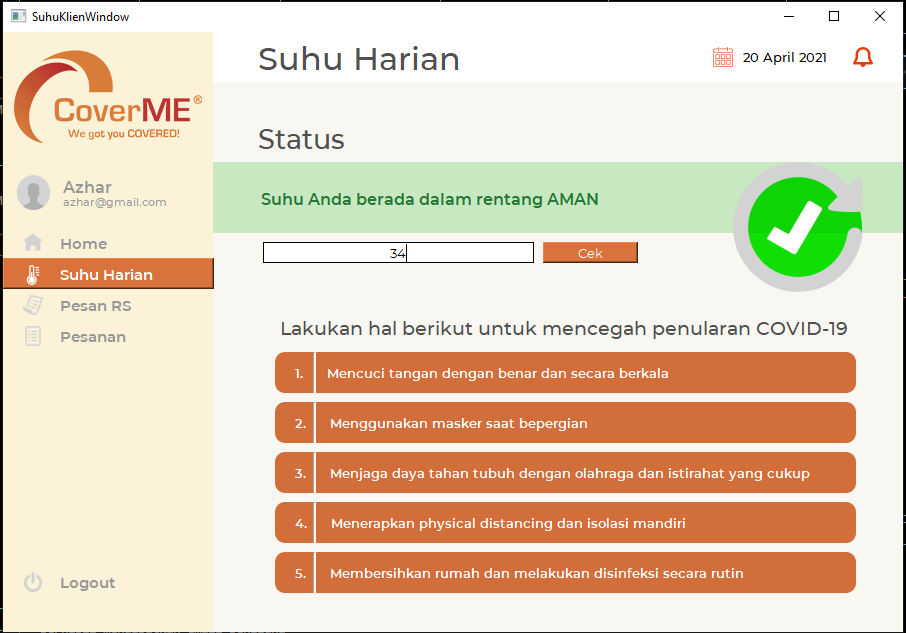 SuhuKlienWindow
CoverME®
We got you COVERED!
Azhar
azhar@gmail.com
Home
Suhu Harian
Pesan RS
Pesanan
Logout
Suhu Harian
20 April 2021
Status
Suhu Anda berada dalam rentang AMAN
34
Cek
Lakukan hal berikut untuk mencegah penularan COVID-19
1. Mencuci tangan dengan benar dan secara berkala
2. Menggunakan masker saat bepergian
3. Menjaga daya tahan tubuh dengan olahraga dan istirahat yang cukup
4. Menerapkan physical distancing dan isolasi mandiri
5. Membersihkan rumah dan melakukan disinfeksi secara rutin